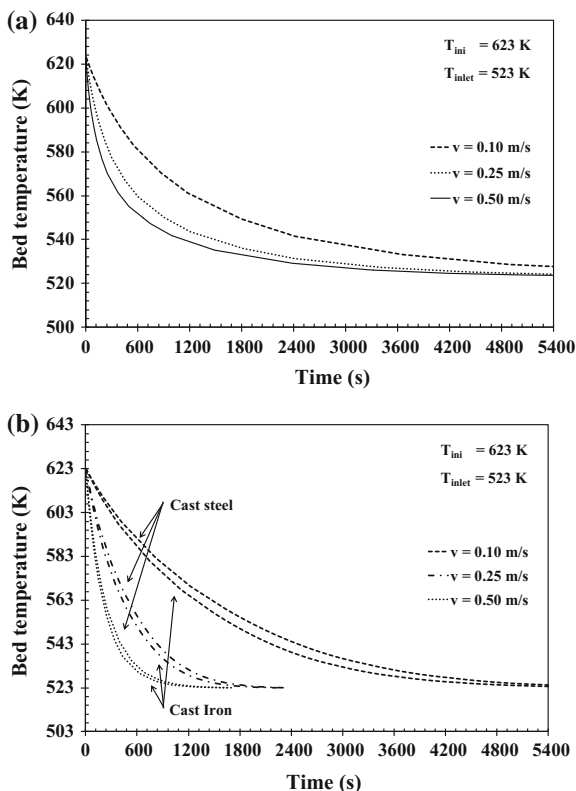 (a)
640
620
600
580
560
540
520
500
Bed temperature (K)
T_ini = 623 K
T_inlet = 523 K
v = 0.10 m/s
v = 0.25 m/s
v = 0.50 m/s
0 600 1200 1800 2400 3000 3600 4200 4800 5400
Time (s)
(b)
643
623
603
583
563
543
523
503
Bed temperature (K)
T_ini = 623 K
T_inlet = 523 K
Cast steel
v = 0.10 m/s
v = 0.25 m/s
v = 0.50 m/s
Cast Iron
0 600 1200 1800 2400 3000 3600 4200 4800 5400
Time (s)